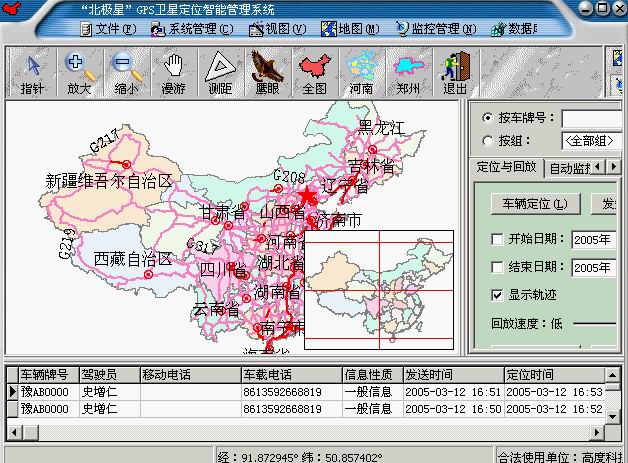 “北极星”GPS卫星定位智能管理系统
文件(F) 系统管理(C) 视图(V) 地图(M) 监控管理(N) 数据库
指针 放大 缩小 漫游 测距 鹰眼 全图 河南 郑州 退出
按车牌号：
按组： <全部组>
定位与回放 自动监控
车辆定位(L)
开始日期： 2005年
结束日期： 2005年
显示轨迹
回放速度：低
黑龙江
G217
吉林省
新疆维吾尔自治区
G208
辽宁省
甘肃省
山西省
济南市
G219
G317
河南省
西藏自治区
四川省
湖北省
云南省
湖南省
南宁市
海南省
车辆牌号 驾驶员 移动电话 车载电话 信息性质 发送时间 定位时间
豫AB0000 史增仁 8613592668819 一般信息 2005-03-12 16:51 2005-03-12 16:53
豫AB0000 史增仁 8613592668819 一般信息 2005-03-12 16:50 2005-03-12 16:52
经：91.872945° 纬：50.857402°
合法使用单位：高度科技